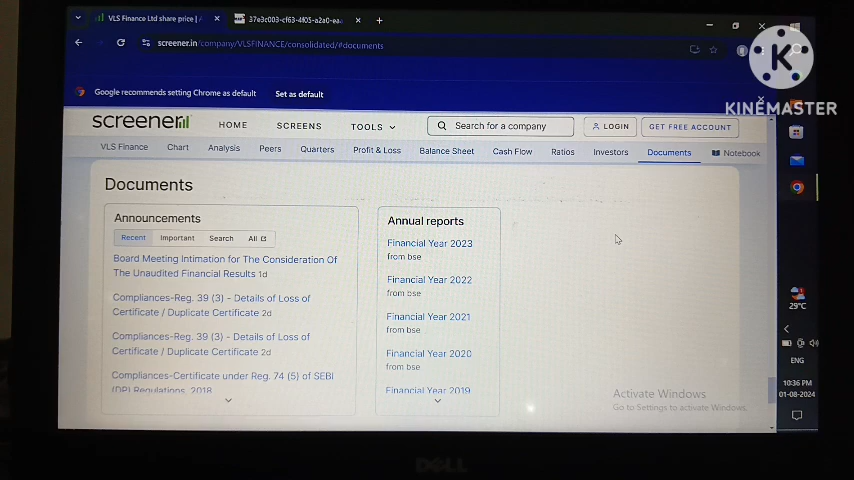 VLS Finance Ltd share price | A
37e3c003-cf63-4f05-a2a0-ea
screener.in/company/VLSFINANCE/consolidated/#documents
Google recommends setting Chrome as default
Set as default
KINEMASTER
screener
HOME
SCREENS
TOOLS
Search for a company
LOGIN
GET FREE ACCOUNT
VLS Finance
Chart
Analysis
Peers
Quarters
Profit & Loss
Balance Sheet
Cash Flow
Ratios
Investors
Documents
Notebook
Documents
Announcements
Recent
Important
Search
All
Board Meeting Intimation for The Consideration Of
The Unaudited Financial Results 1d
Compliances-Reg. 39 (3) - Details of Loss of
Certificate / Duplicate Certificate 2d
Compliances-Reg. 39 (3) - Details of Loss of
Certificate / Duplicate Certificate 2d
Compliances-Certificate under Reg. 74 (5) of SEBI
(DP) Regulations, 2018
Annual reports
Financial Year 2023
from bse
Financial Year 2022
from bse
Financial Year 2021
from bse
Financial Year 2020
from bse
Financial Year 2019
Activate Windows
Go to Settings to activate Windows.
29°C
ENG
10:36 PM
01-08-2024
DELL